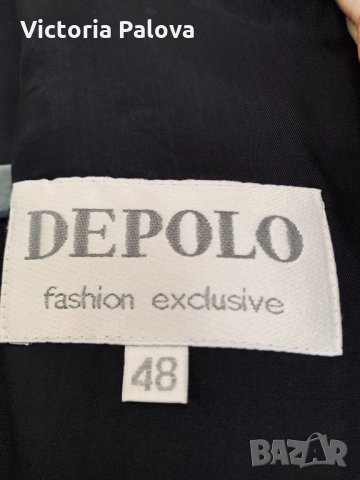 Victoria Palova
DEPOLO
fashion exclusive
48
BAZAR